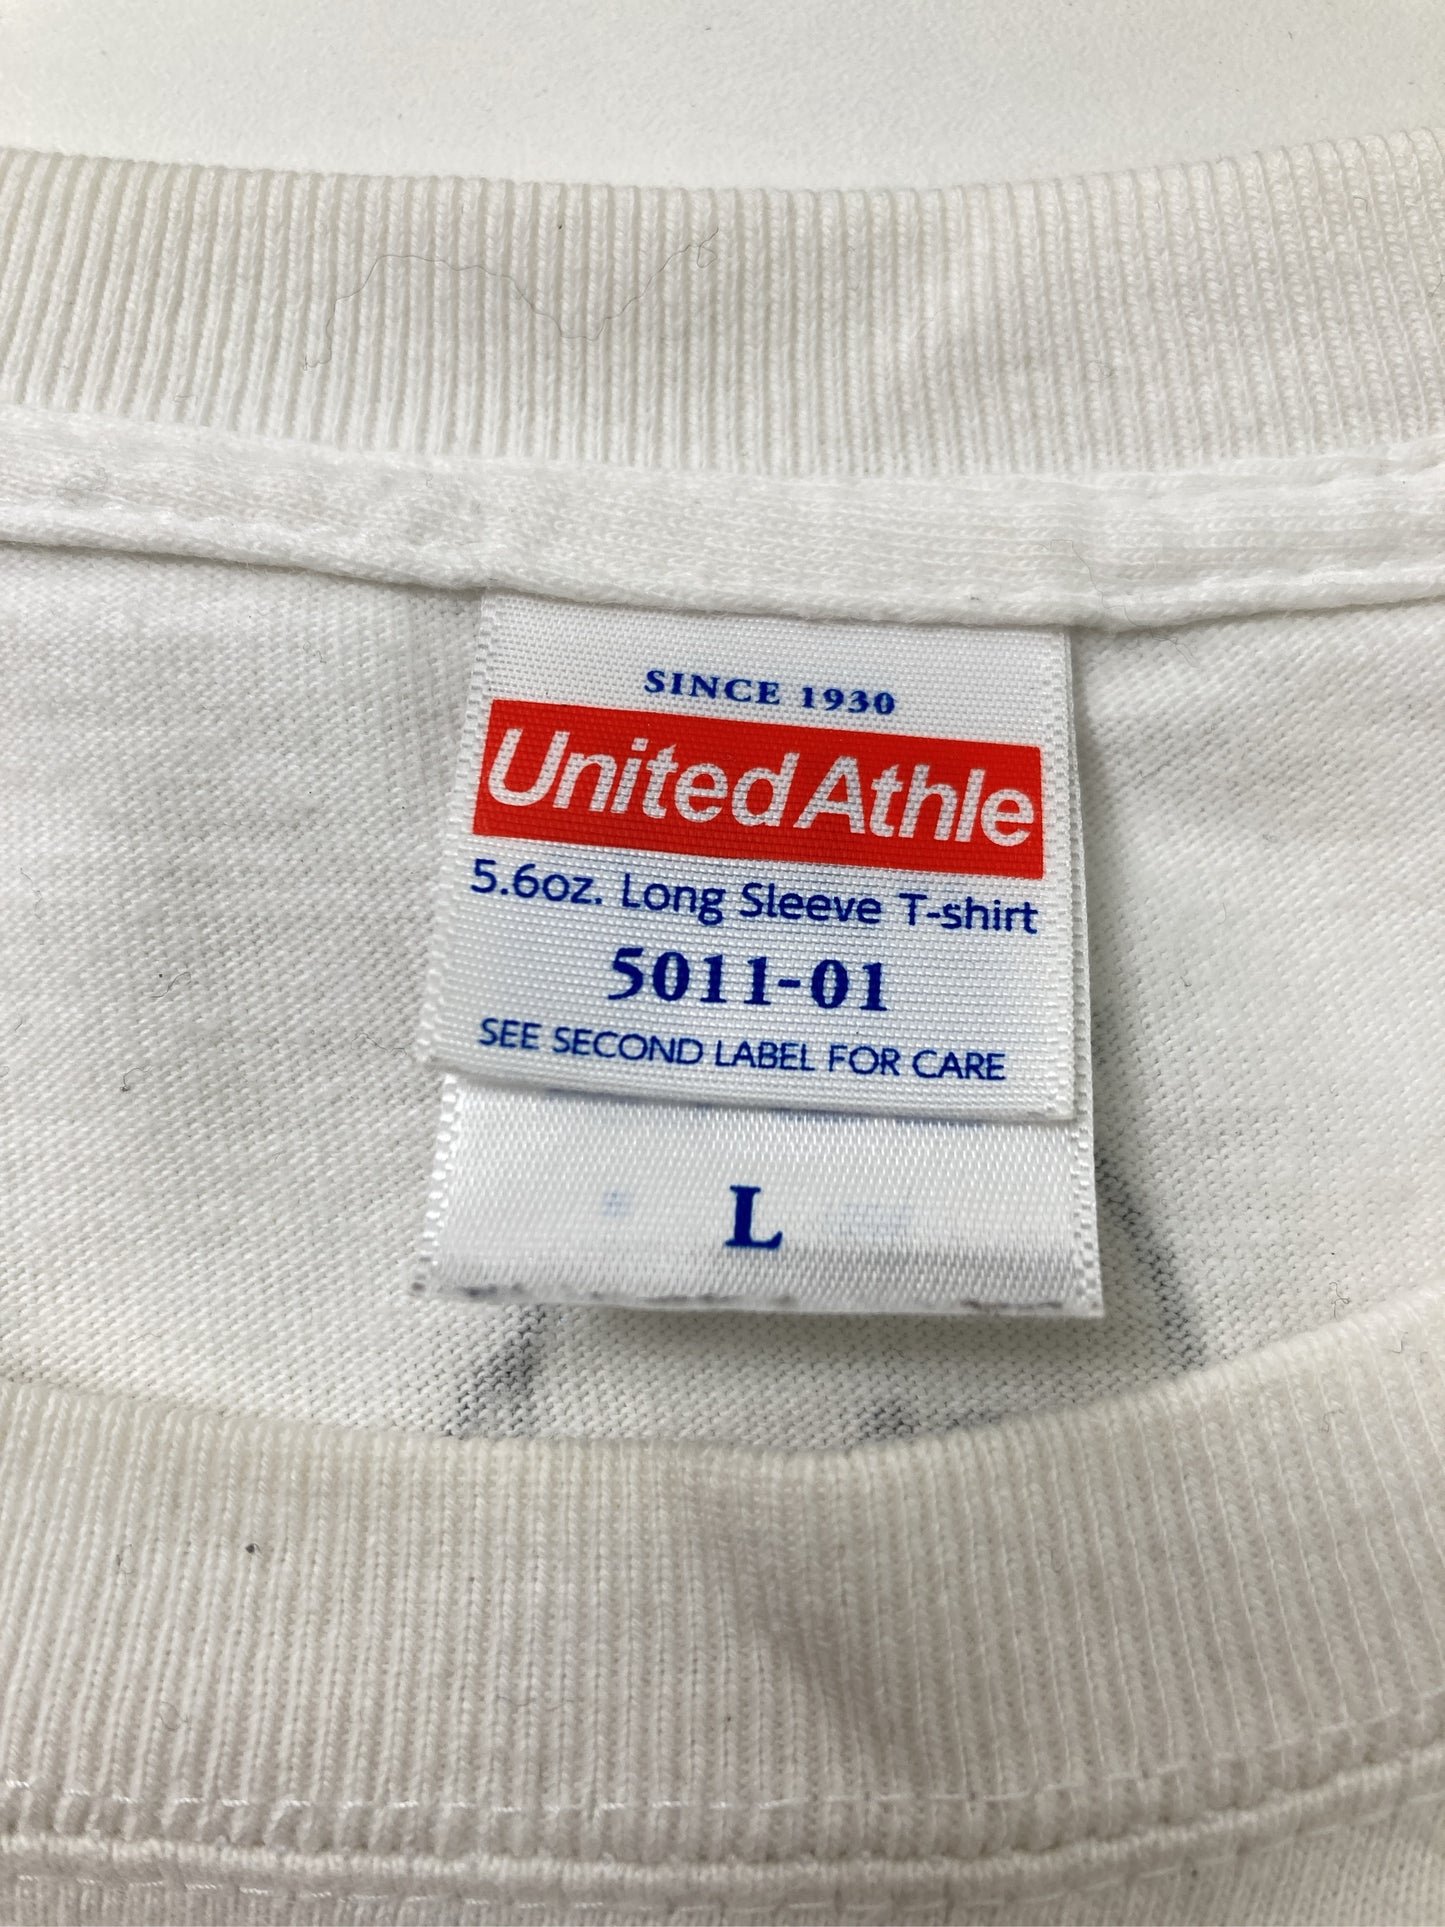 SINCE 1930
United Athle
5.6oz. Long Sleeve T-shirt
5011-01
SEE SECOND LABEL FOR CARE
L